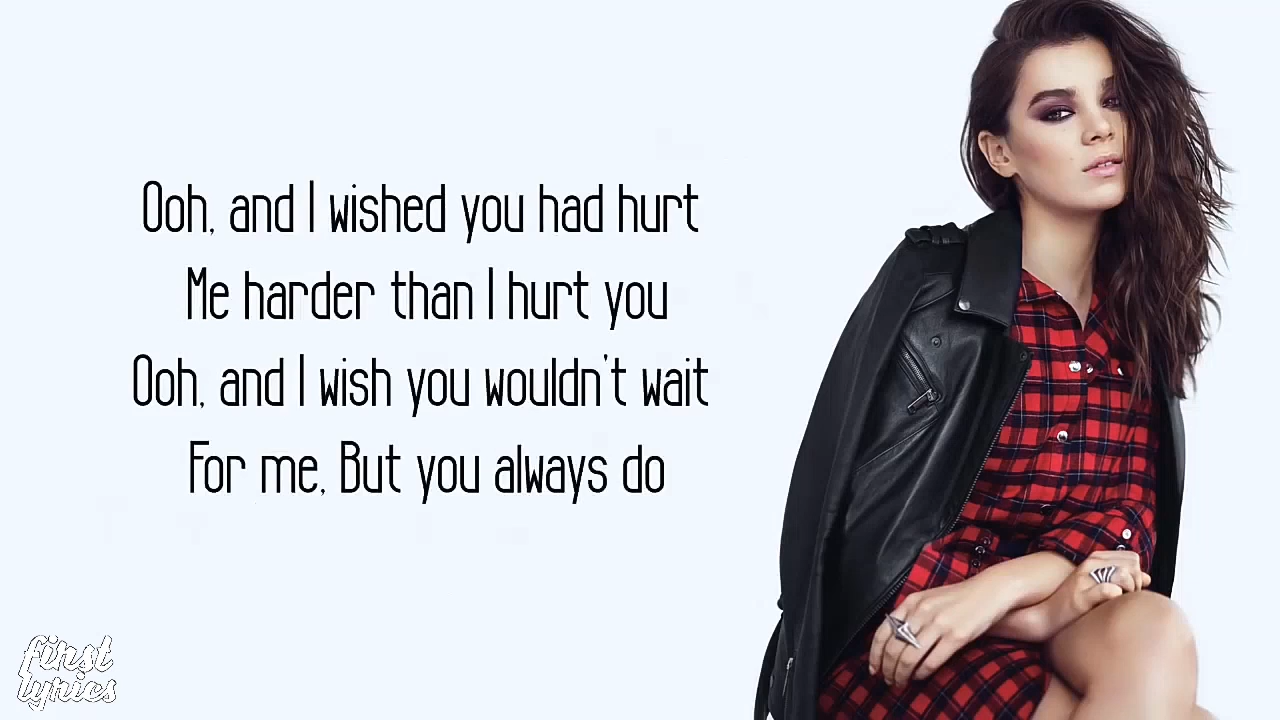 Ooh, and I wished you had hurt
Me harder than I hurt you
Ooh, and I wish you wouldn't wait
For me, But you always do
first
lyrics